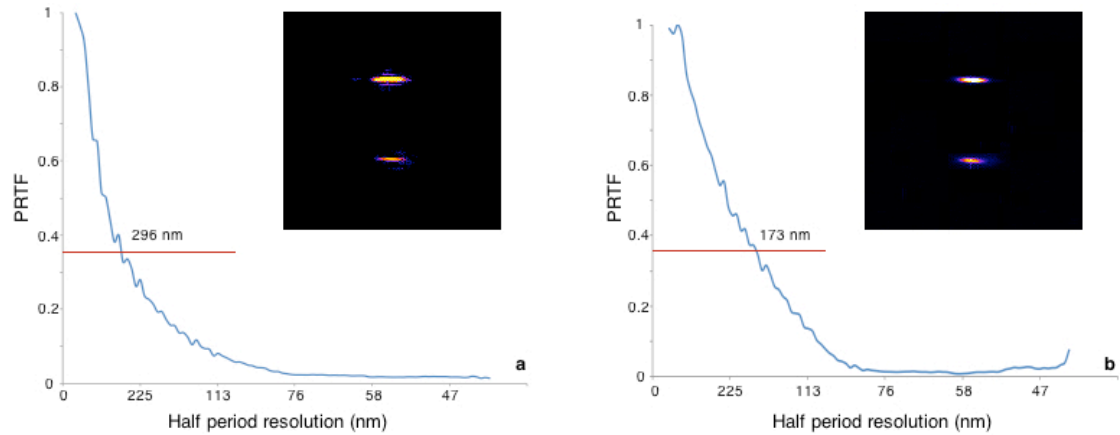 1
0.8
0.6
0.4
0.2
0
PRTF
296 nm
a
0 225 113 76 58 47
Half period resolution (nm)
1
0.8
0.6
0.4
0.2
0
PRTF
173 nm
b
0 225 113 76 58 47
Half period resolution (nm)